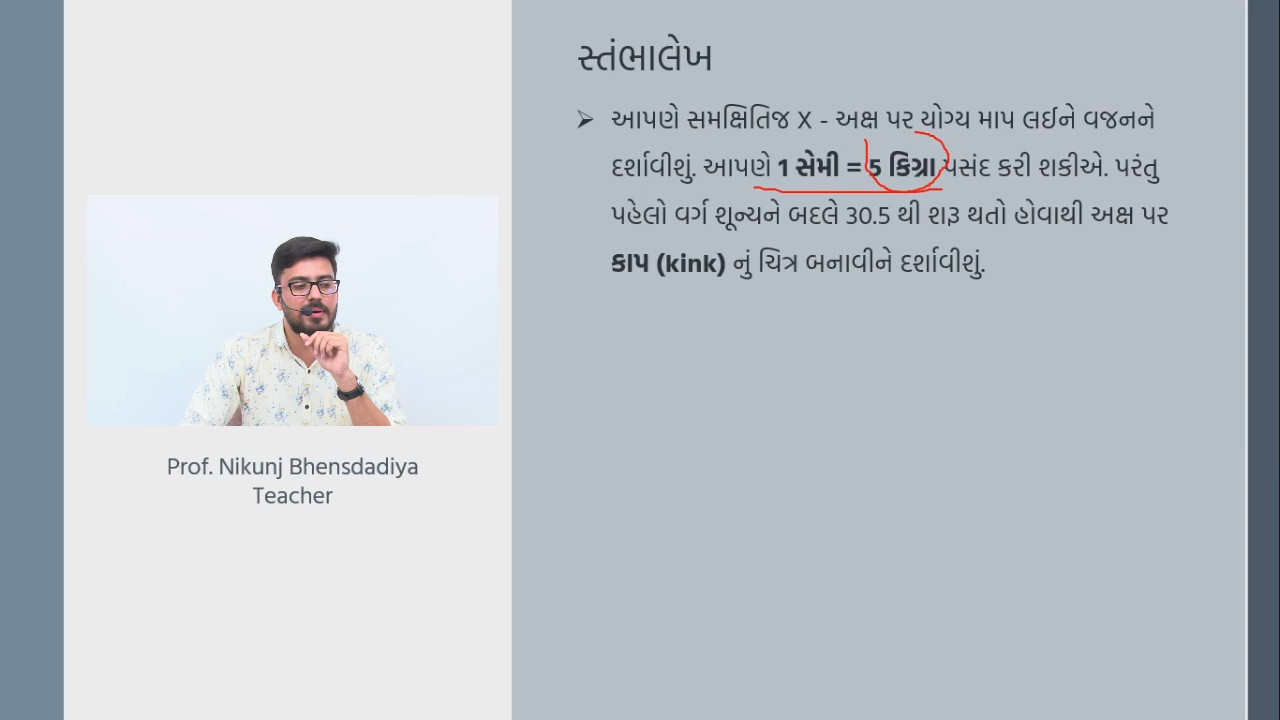 સ્તંભાલેખ
➢ આપણે સમક્ષિતિજ X - અક્ષ પર યોગ્ય માપ લઈને વજનને
દર્શાવીશું. આપણે 1 સેમી = 5 કિગ્રા પસંદ કરી શકીએ. પરંતુ
પહેલો વર્ગ શૂન્યને બદલે 30.5 થી શરૂ થતો હોવાથી અક્ષ પર
કાપ (kink) નું ચિત્ર બનાવીને દર્શાવીશું.
Prof. Nikunj Bhensdadiya
Teacher